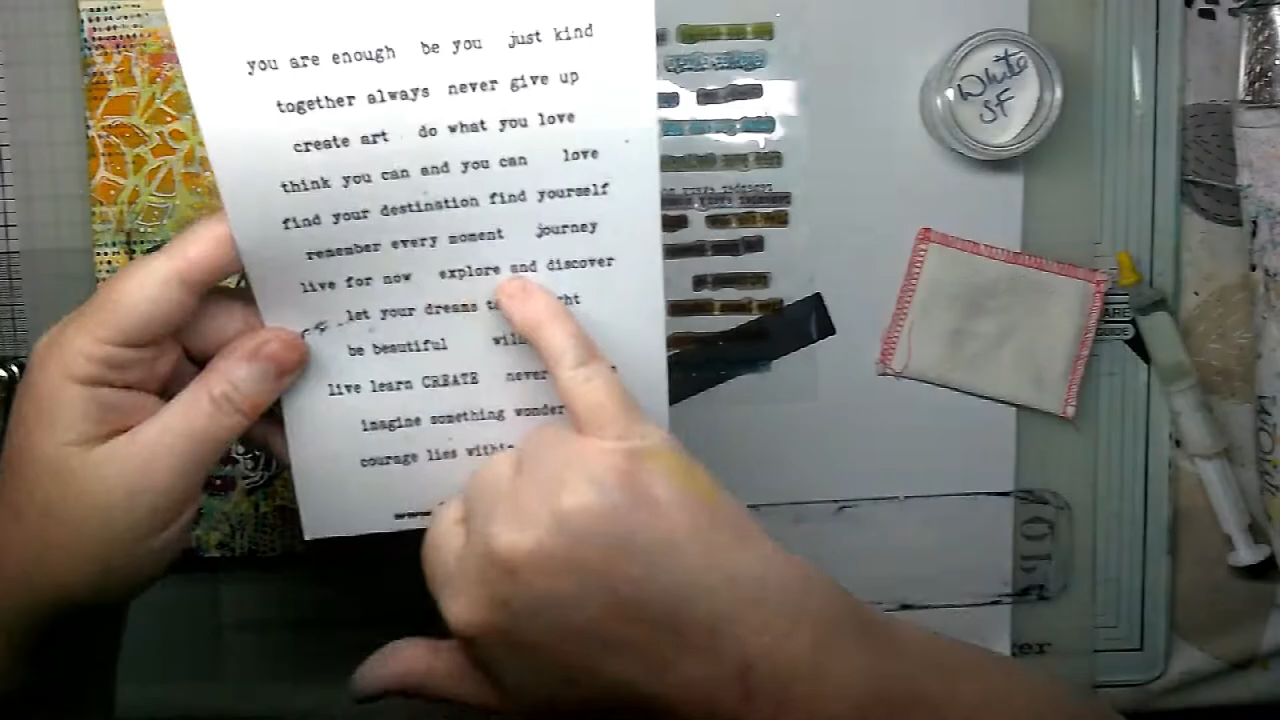 you are enough be you just kind
together always never give up
create art do what you love
think you can and you can love
find your destination find yourself
remember every moment journey
live for now explore and discover
let your dreams
be beautiful
live learn CREATE never
imagine something
courage lies within
White
SF